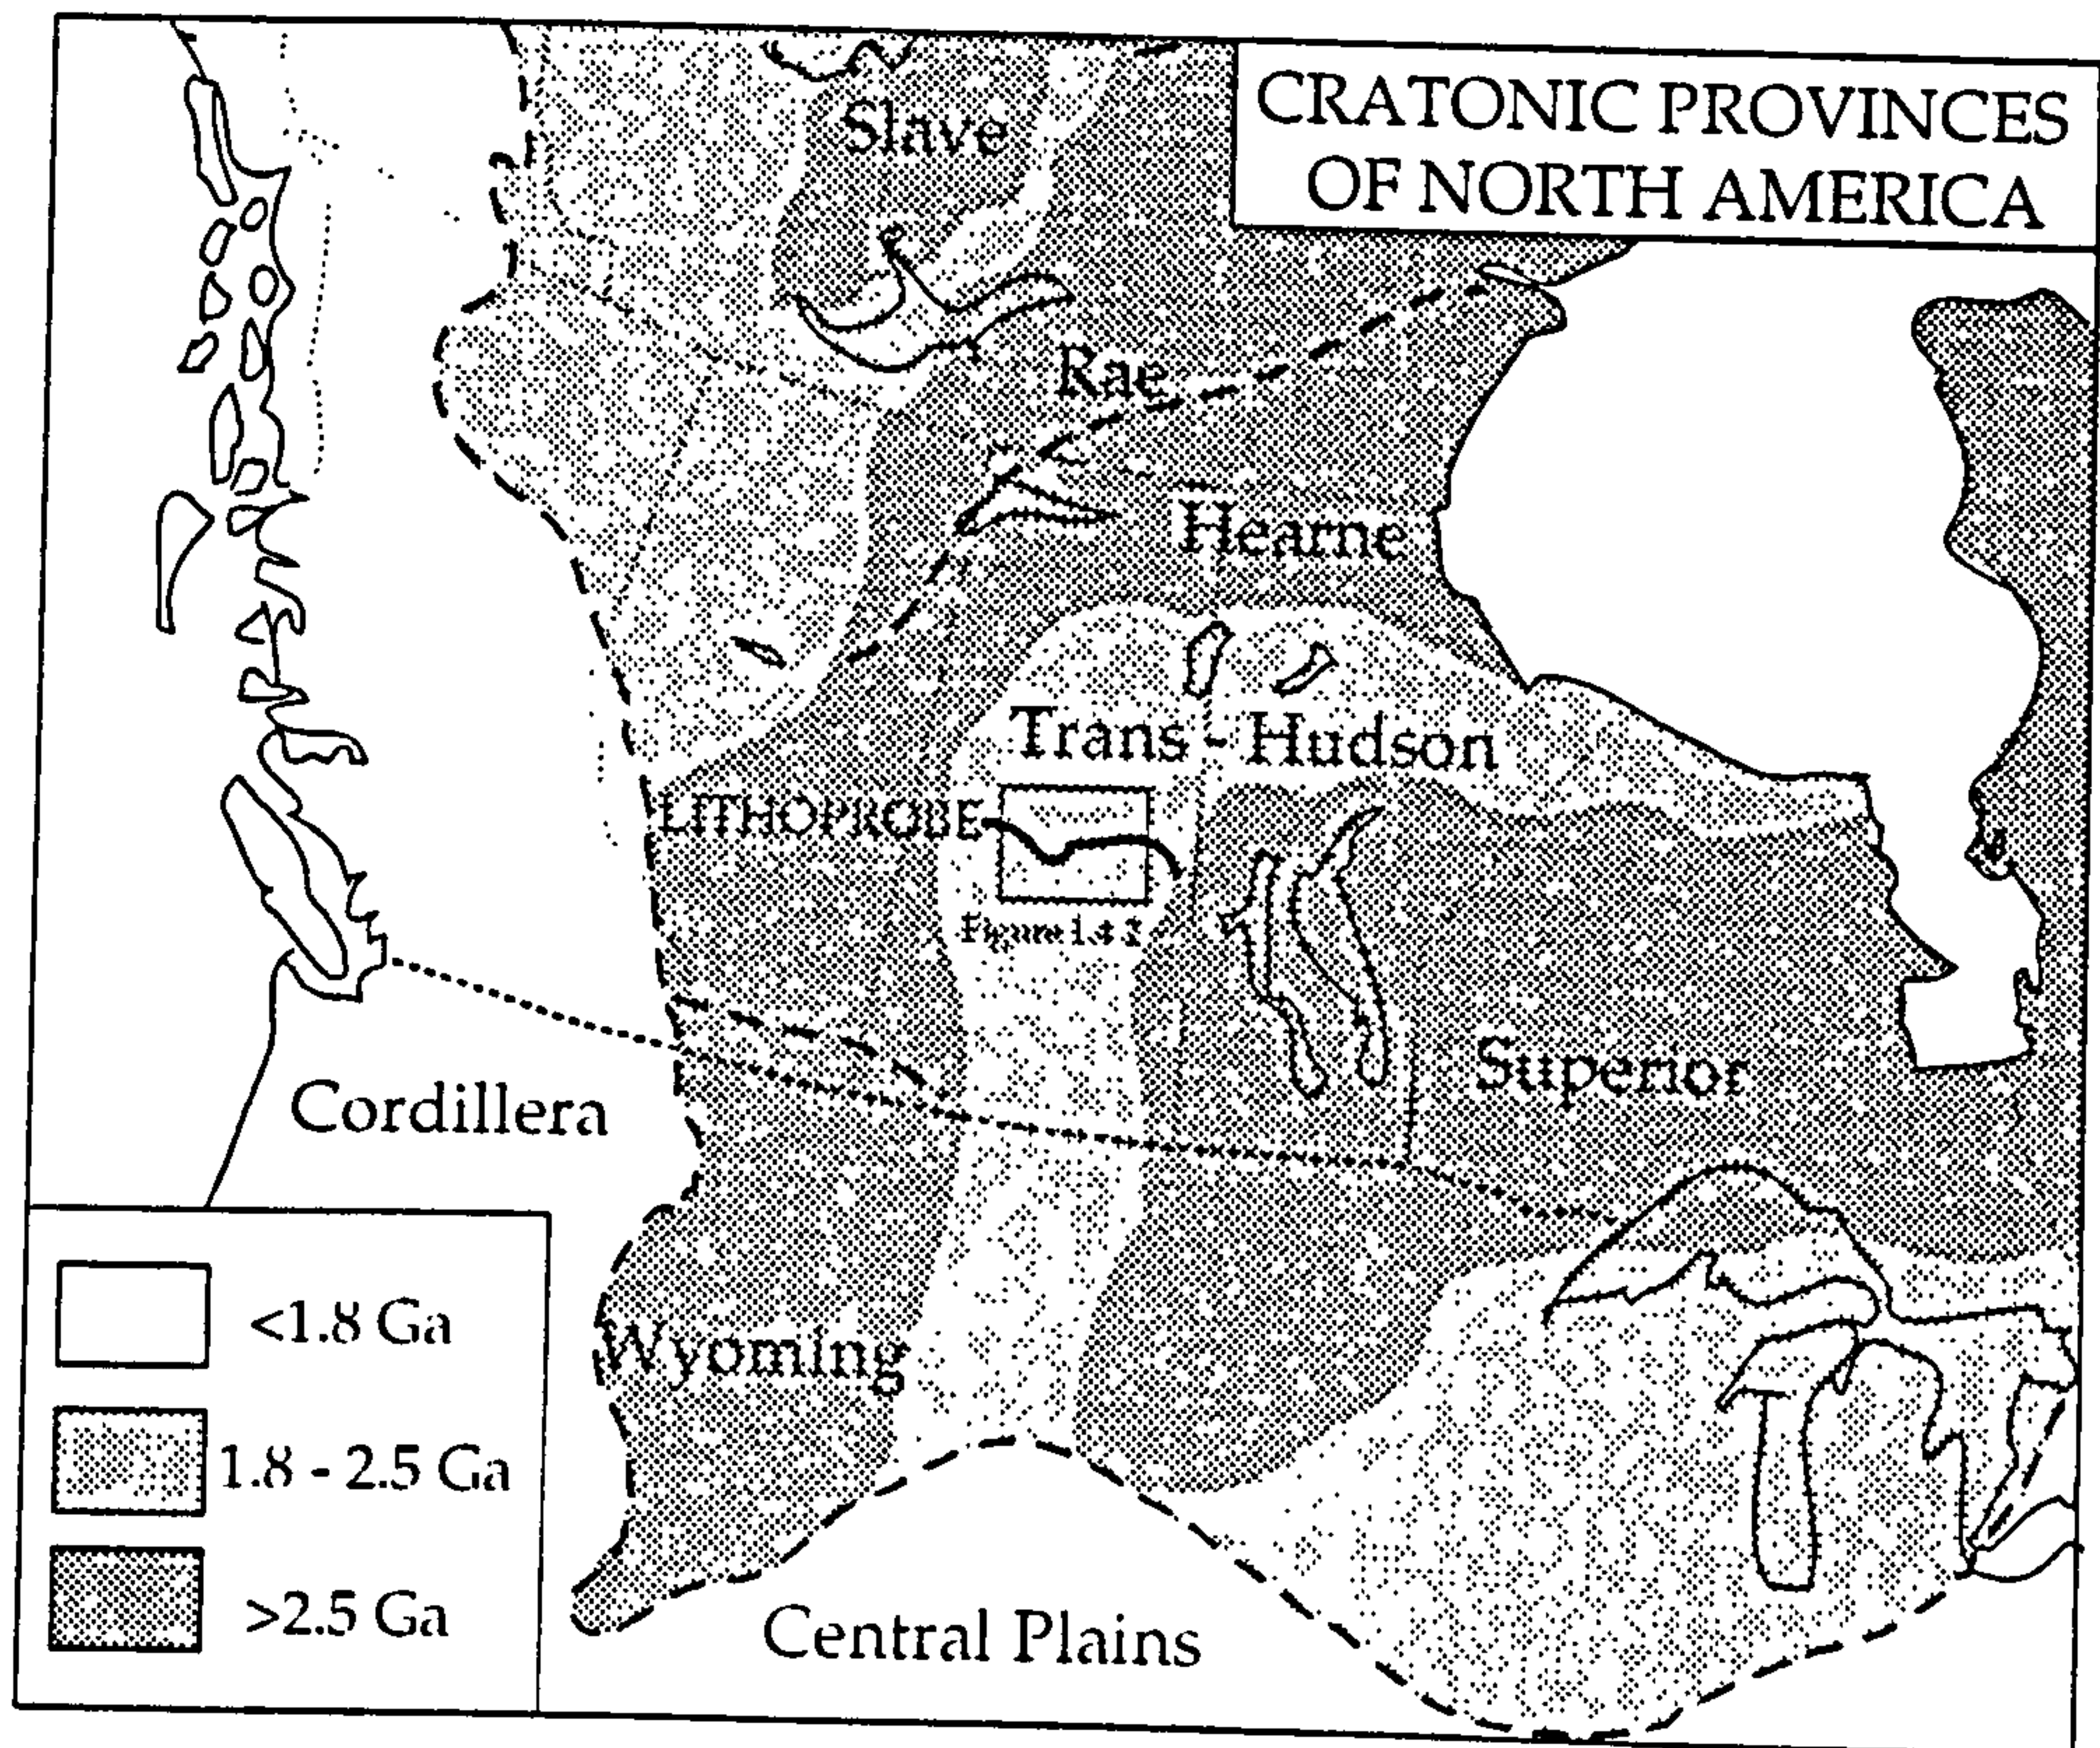 CRATONIC PROVINCES
OF NORTH AMERICA
Slave
Rae
Hearne
Trans - Hudson
LITHOPROBE
Figure
Superior
Cordillera
Wyoming
Central Plains
<1.8 Ga
1.8 - 2.5 Ga
>2.5 Ga